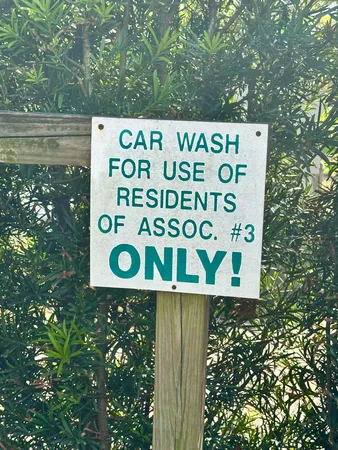 CAR WASH
FOR USE OF
RESIDENTS
OF ASSOC. #3
ONLY!